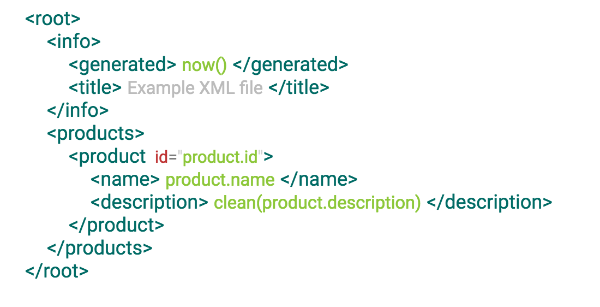 <root>
<info>
<generated> now() </generated>
<title> Example XML file </title>
</info>
<products>
<product id="product.id">
<name> product.name </name>
<description> clean(product.description) </description>
</product>
</products>
</root>